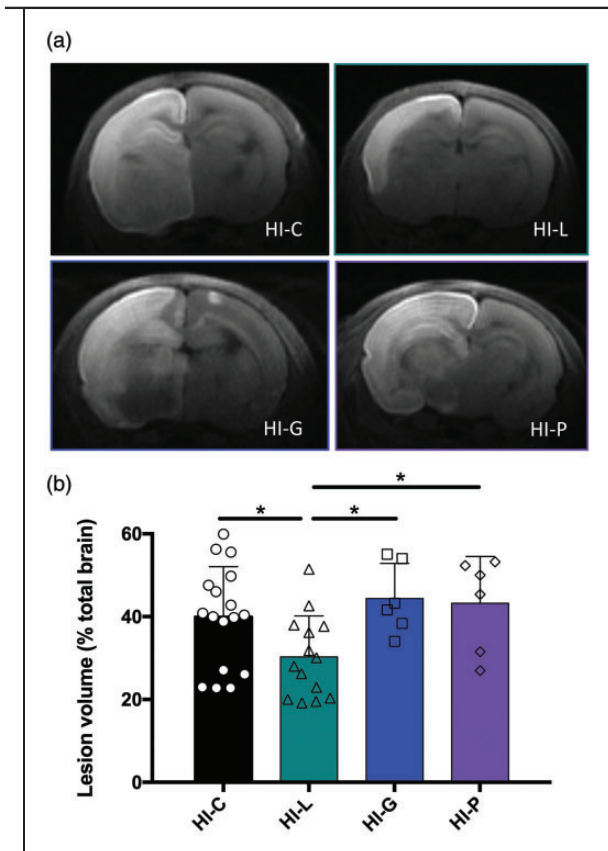 (a)
HI-C
HI-L
HI-G
HI-P
(b)
*
*
*
Lesion volume (% total brain)
60
40
20
0
HI-C
HI-L
HI-G
HI-P